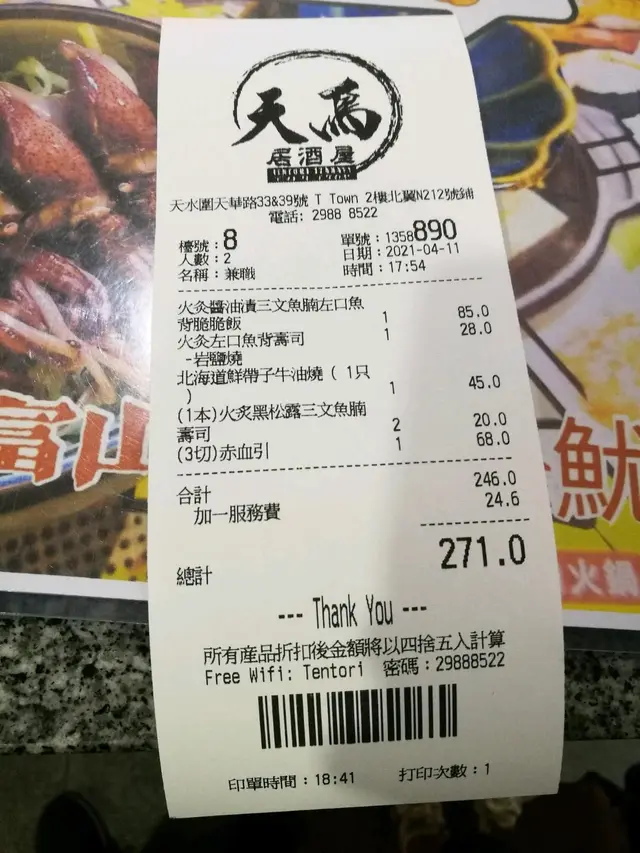 天為
居酒屋
天水圍天華路33&39號 T Town 2樓北翼N212號鋪
電話: 2988 8522
檯號:8 單號:1358890
人數:2 日期:2021-04-11
名稱:兼職 時間:17:54
火灸醬油漬三文魚腩左口魚
背脆脆飯 1 85.0
火灸左口魚背壽司 1 28.0
-岩鹽燒
北海道鮮帶子牛油燒 ( 1只
) 1 45.0
(1本)火炙黑松露三文魚腩
壽司 2 20.0
(3切)赤血引 1 68.0
合計 246.0
加一服務費 24.6
總計 271.0
--- Thank You ---
所有產品折扣後金額將以四捨五入計算
Free Wifi: Tentori 密碼:29888522
印單時間:18:41 打印次數:1
富山
魷
火鍋